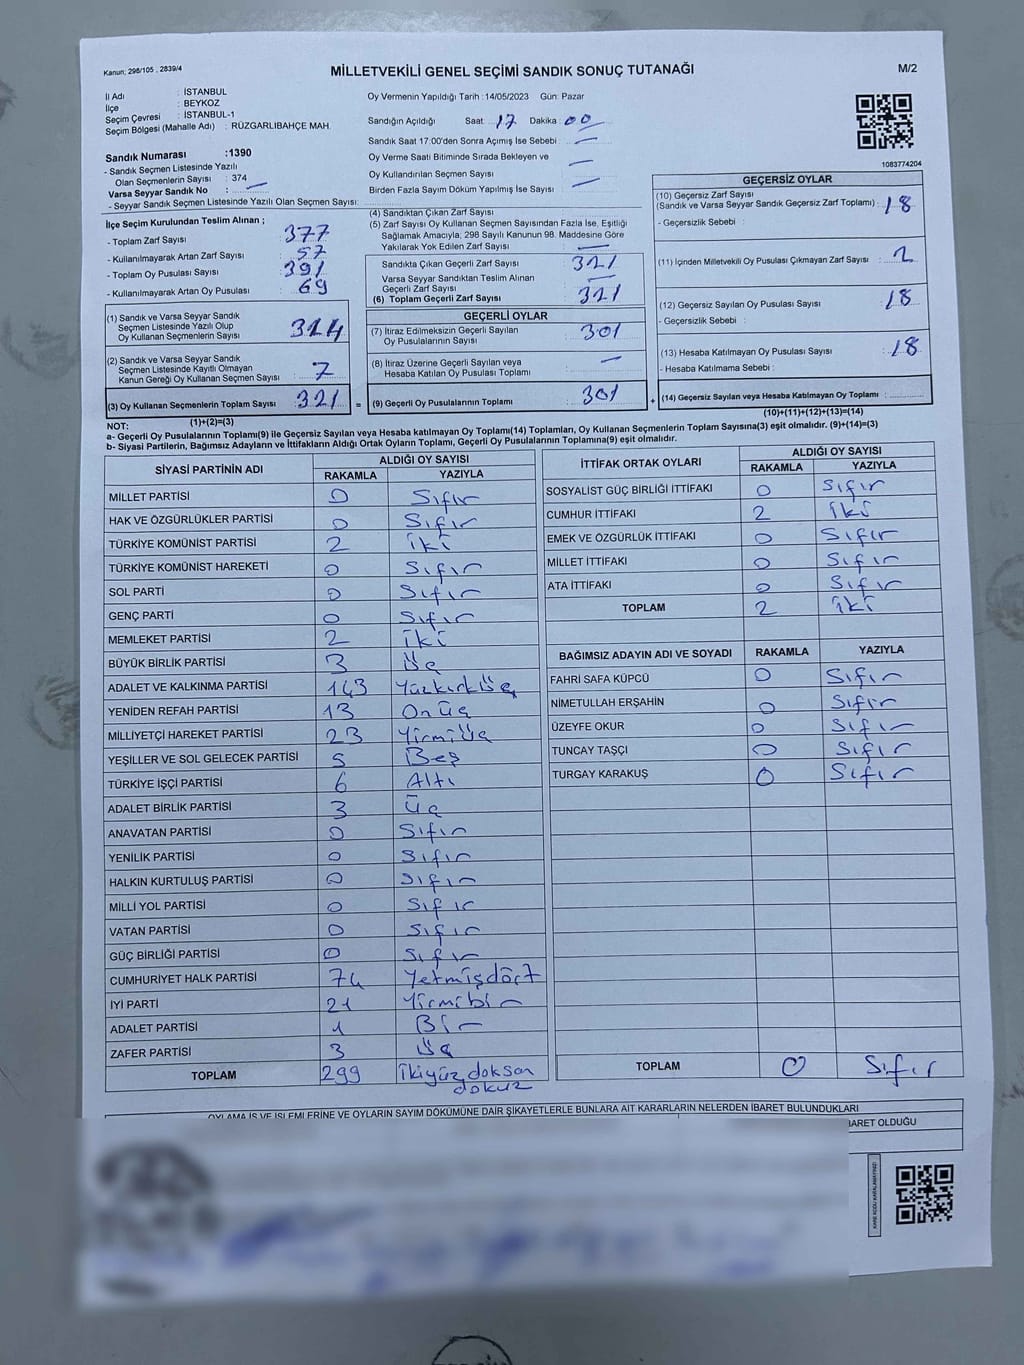 Kanun; 298/105 , 2839/4
MİLLETVEKİLİ GENEL SEÇİMİ SANDIK SONUÇ TUTANAĞI
M/2
İl Adı : İSTANBUL
İlçe : BEYKOZ
Seçim Çevresi : İSTANBUL-1
Seçim Bölgesi (Mahalle Adı) : RÜZGARLIBAHÇE MAH.
Oy Vermenin Yapıldığı Tarih :14/05/2023 Gün: Pazar
Sandığın Açıldığı Saat: 17 Dakika: 00
Sandık Saat 17.00'den Sonra Açımış İse Sebebi : —
Oy Verme Saati Bitiminde Sırada Bekleyen ve
Oy Kullandırılan Seçmen Sayısı : —
Birden Fazla Sayım Döküm Yapılmış İse Sayısı : —
1083774204
Sandık Numarası :1390
- Sandık Seçmen Listesinde Yazılı
Olan Seçmenlerin Sayısı : 374
Varsa Seyyar Sandık No : —
- Seyyar Sandık Seçmen Listesinde Yazılı Olan Seçmen Sayısı:
İlçe Seçim Kurulundan Teslim Alınan ;
- Toplam Zarf Sayısı 377
- Kullanılmayarak Artan Zarf Sayısı 57
- Toplam Oy Pusulası Sayısı 391
- Kullanılmayarak Artan Oy Pusulası 69
(1) Sandık ve Varsa Seyyar Sandık
Seçmen Listesinde Yazılı Olup
Oy Kullanan Seçmenlerin Sayısı 314
(2) Sandık ve Varsa Seyyar Sandık
Seçmen Listesinde Kayıtlı Olmayan
Kanun Gereği Oy Kullanan Seçmen Sayısı 7
(3) Oy Kullanan Seçmenlerin Toplam Sayısı 321
(1)+(2)=(3)
(4) Sandıktan Çıkan Zarf Sayısı
(5) Zarf Sayısı Oy Kullanan Seçmen Sayısından Fazla İse, Eşitliği
Sağlamak Amacıyla; 298 Sayılı Kanunun 98. Maddesine Göre
Yakılarak Yok Edilen Zarf Sayısı : —
Sandıkta Çıkan Geçerli Zarf Sayısı 321
Varsa Seyyar Sandıktan Teslim Alınan
Geçerli Zarf Sayısı —
(6) Toplam Geçerli Zarf Sayısı 321
GEÇERLİ OYLAR
(7) İtiraz Edilmeksizin Geçerli Sayılan
Oy Pusulalarının Sayısı : 301
(8) İtiraz Üzerine Geçerli Sayılan veya
Hesaba Katılan Oy Pusulası Toplamı —
= (9) Geçerli Oy Pusulalarının Toplamı 301
GEÇERSİZ OYLAR
(10) Geçersiz Zarf Sayısı
(Sandık ve Varsa Seyyar Sandık Geçersiz Zarf Toplamı) : 18
- Geçersizlik Sebebi :
(11) İçinden Milletvekili Oy Pusulası Çıkmayan Zarf Sayısı : 2
(12) Geçersiz Sayılan Oy Pusulası Sayısı : 18
- Geçersizlik Sebebi :
(13) Hesaba Katılmayan Oy Pusulası Sayısı : 18
- Hesaba Katılmama Sebebi :
+ (14) Geçersiz Sayılan veya Hesaba Katılmayan Oy Toplamı :
(10)+(11)+(12)+(13)=(14)
NOT:
a- Geçerli Oy Pusulalarının Toplamı(9) ile Geçersiz Sayılan veya Hesaba Katılmayan Oy Toplamı(14) Toplamları, Oy Kullanan Seçmenlerin Toplam Sayısına(3) eşit olmalıdır. (9)+(14)=(3)
b- Siyasi Partilerin, Bağımsız Adayların ve İttifakların Aldığı Ortak Oyların Toplamı, Geçerli Oy Pusulalarının Toplamına(9) eşit olmalıdır.
SİYASİ PARTİNİN ADI ALDIĞI OY SAYISI
RAKAMLA YAZIYLA
MİLLET PARTİSİ 0 Sıfır
HAK VE ÖZGÜRLÜKLER PARTİSİ 0 Sıfır
TÜRKİYE KOMÜNİST PARTİSİ 2 iki
TÜRKİYE KOMÜNİST HAREKETİ 0 Sıfır
SOL PARTİ 0 Sıfır
GENÇ PARTİ 0 Sıfır
MEMLEKET PARTİSİ 2 iki
BÜYÜK BİRLİK PARTİSİ 3 Üç
ADALET VE KALKINMA PARTİSİ 143 Yüzkırküç
YENİDEN REFAH PARTİSİ 13 Onüç
MİLLİYETÇİ HAREKET PARTİSİ 23 Yirmiüç
YEŞİLLER VE SOL GELECEK PARTİSİ 5 Beş
TÜRKİYE İŞÇİ PARTİSİ 6 Altı
ADALET BİRLİK PARTİSİ 3 Üç
ANAVATAN PARTİSİ 0 Sıfır
YENİLİK PARTİSİ 0 Sıfır
HALKIN KURTULUŞ PARTİSİ 0 Sıfır
MİLLİ YOL PARTİSİ 0 Sıfır
VATAN PARTİSİ 0 Sıfır
GÜÇ BİRLİĞİ PARTİSİ 0 Sıfır
CUMHURİYET HALK PARTİSİ 74 Yetmişdört
İYİ PARTİ 21 Yirmibir
ADALET PARTİSİ 1 Bir
ZAFER PARTİSİ 3 Üç
TOPLAM 299 ikiyüz doksan
dokuz
İTTİFAK ORTAK OYLARI ALDIĞI OY SAYISI
RAKAMLA YAZIYLA
SOSYALİST GÜÇ BİRLİĞİ İTTİFAKI 0 Sıfır
CUMHUR İTTİFAKI 2 iki
EMEK VE ÖZGÜRLÜK İTTİFAKI 0 Sıfır
MİLLET İTTİFAKI 0 Sıfır
ATA İTTİFAKI 0 Sıfır
TOPLAM 2 iki
BAĞIMSIZ ADAYIN ADI VE SOYADI RAKAMLA YAZIYLA
FAHRİ SAFA KÜPCÜ 0 Sıfır
NİMETULLAH ERŞAHİN 0 Sıfır
ÜZEYFE OKUR 0 Sıfır
TUNCAY TAŞÇI 0 Sıfır
TURGAY KARAKUŞ 0 Sıfır
TOPLAM 0 Sıfır
OYLAMA İŞ VE İŞLEMLERİNE VE OYLARIN SAYIM DÖKÜMÜNE DAİR ŞİKAYETLERLE BUNLARA AİT KARARLARIN NELERDEN İBARET BULUNDUKLARI
İBARET OLDUĞU